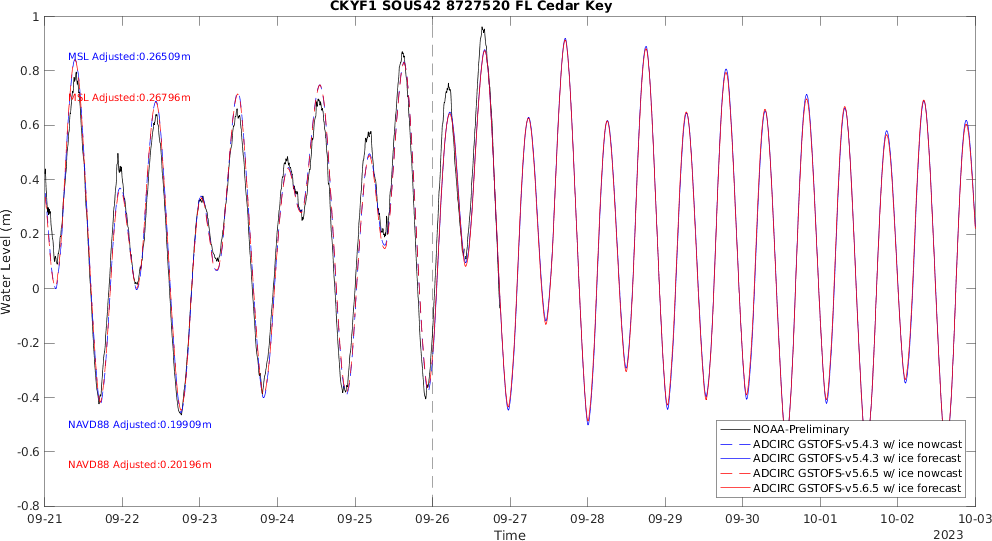 CKYF1 SOUS42 8727520 FL Cedar Key
1
0.8
0.6
0.4
0.2
0
-0.2
-0.4
-0.6
-0.8
Water Level (m)
MSL Adjusted:0.26509m
MSL Adjusted:0.26796m
NAVD88 Adjusted:0.19909m
NAVD88 Adjusted:0.20196m
NOAA-Preliminary
ADCIRC GSTOFS-v5.4.3 w/ ice nowcast
ADCIRC GSTOFS-v5.4.3 w/ ice forecast
ADCIRC GSTOFS-v5.6.5 w/ ice nowcast
ADCIRC GSTOFS-v5.6.5 w/ ice forecast
09-21 09-22 09-23 09-24 09-25 09-26 09-27 09-28 09-29 09-30 10-01 10-02 10-03
Time
2023